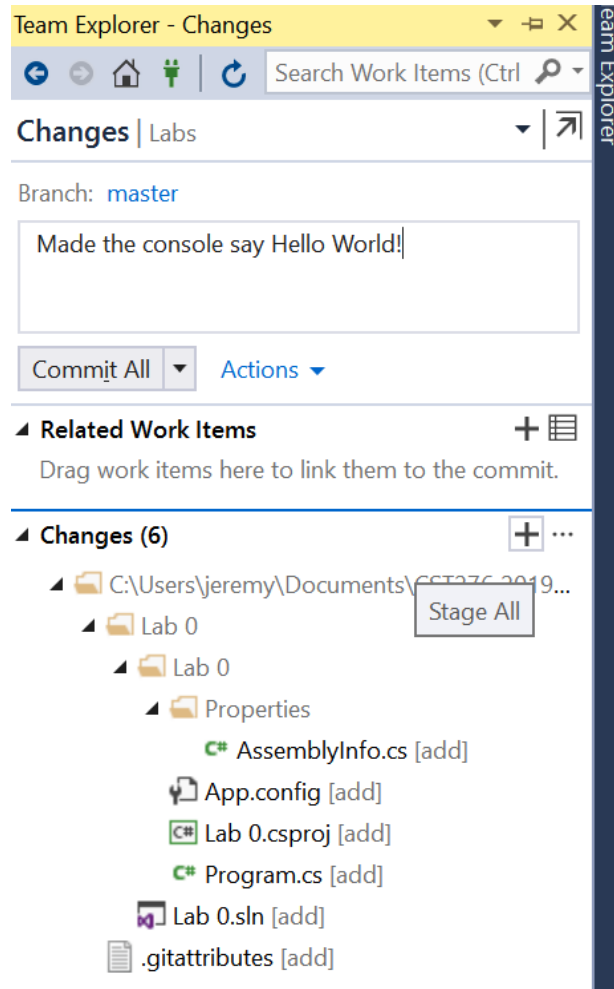 Team Explorer - Changes
Search Work Items (Ctrl
Changes | Labs
Branch: master
Made the console say Hello World!
Commit All
Actions
Related Work Items
Drag work items here to link them to the commit.
Changes (6)
C:\Users\jeremy\Documents\
Stage All
Lab 0
Lab 0
Properties
C# AssemblyInfo.cs [add]
App.config [add]
C# Lab 0.csproj [add]
C# Program.cs [add]
Lab 0.sln [add]
.gitattributes [add]
eam Explorer